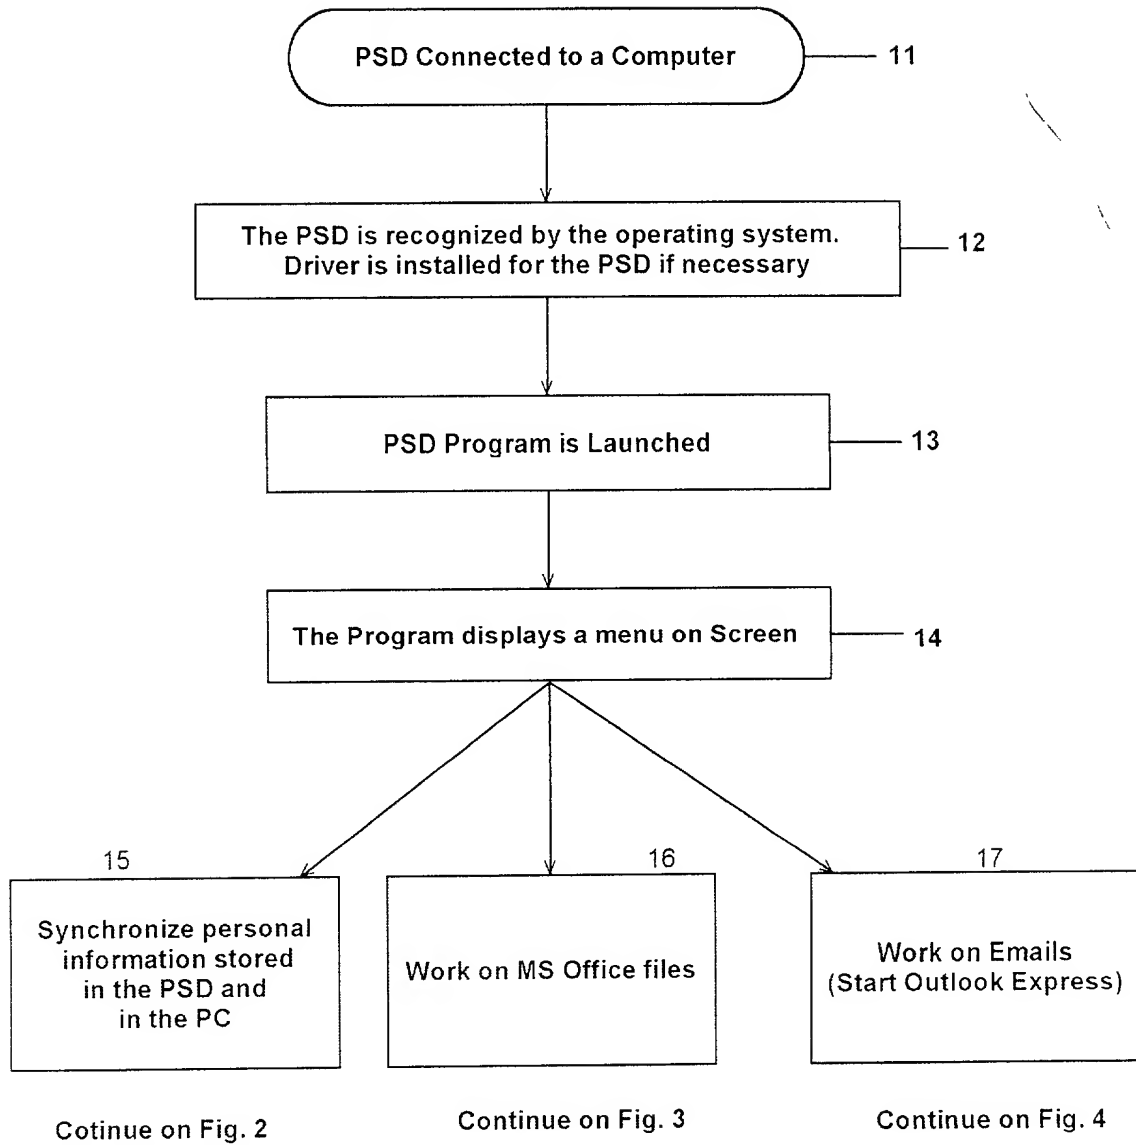 PSD Connected to a Computer
11
The PSD is recognized by the operating system.
Driver is installed for the PSD if necessary
12
PSD Program is Launched
13
The Program displays a menu on Screen
14
15
Synchronize personal
information stored
in the PSD and
in the PC
16
Work on MS Office files
17
Work on Emails
(Start Outlook Express)
Cotinue on Fig. 2
Continue on Fig. 3
Continue on Fig. 4